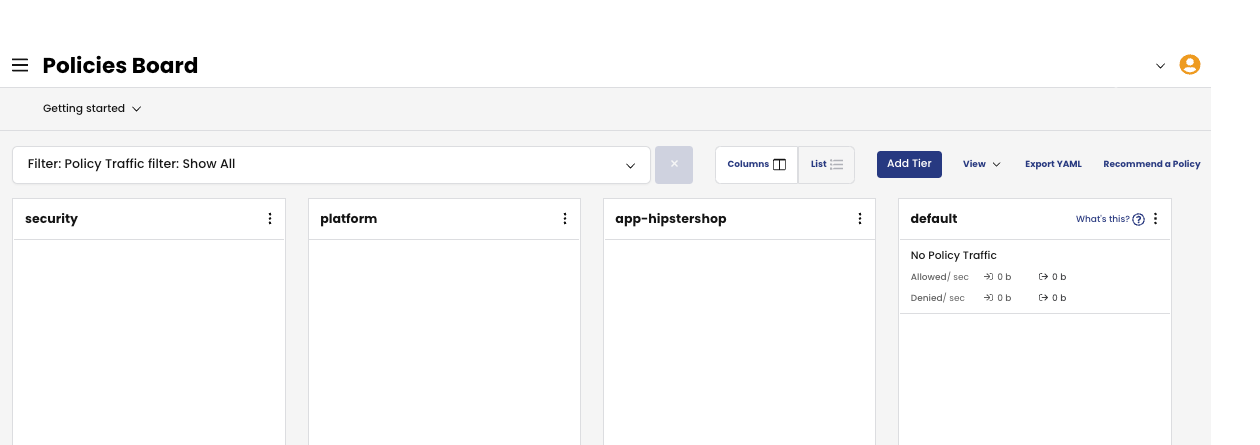 Policies Board
Getting started
Filter: Policy Traffic filter: Show All
×
Columns
List
Add Tier
View
Export YAML
Recommend a Policy
security
platform
app-hipstershop
default
What's this? ?
No Policy Traffic
Allowed/ sec 0 b 0 b
Denied/ sec 0 b 0 b